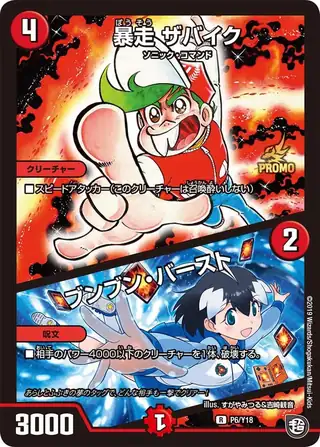 4
ぼうそう
暴走 ザバイク
ソニック・コマンド
クリーチャー
PROMO
■スピードアタッカー(このクリーチャーは召喚酔いしない)
2
ブンブン・バースト
呪文
■相手のパワー4000以下のクリーチャーを1体、破壊する。
あらしとふぶきの夢のタッグで、どんな相手も一撃でクリアー!
illus. すがやみつる&吉崎観音
3000
1
R P6/Y18
超
©2019 Wizards/Shogakukan/Mitsui-Kids